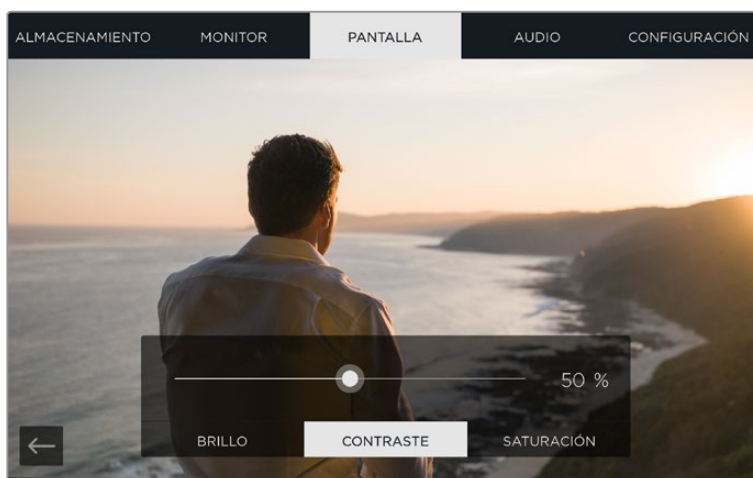 ALMACENAMIENTO MONITOR PANTALLA AUDIO CONFIGURACIÓN
50 %
BRILLO CONTRASTE SATURACIÓN